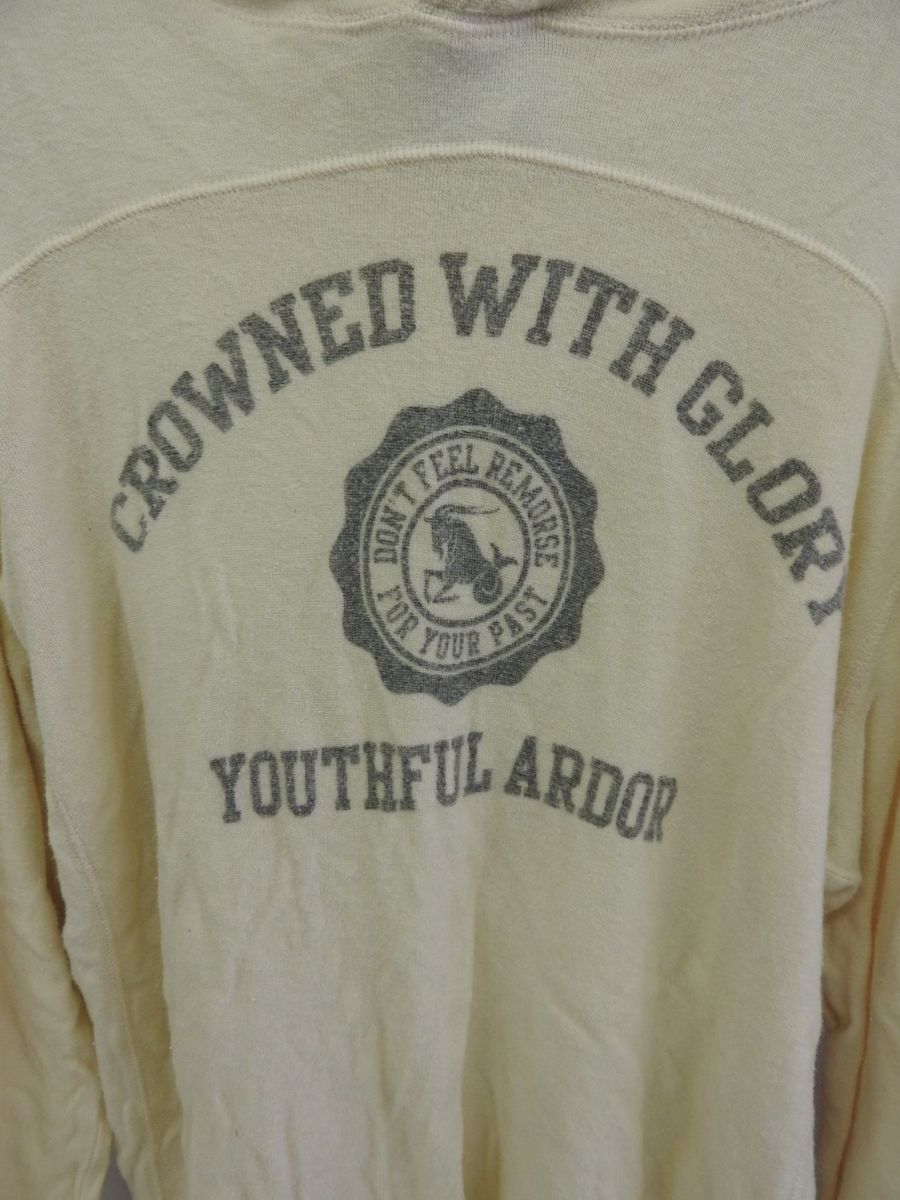 CROWNED WITH GLORY
DON'T FEEL REMORSE
FOR YOUR PAST
YOUTHFUL ARDOR